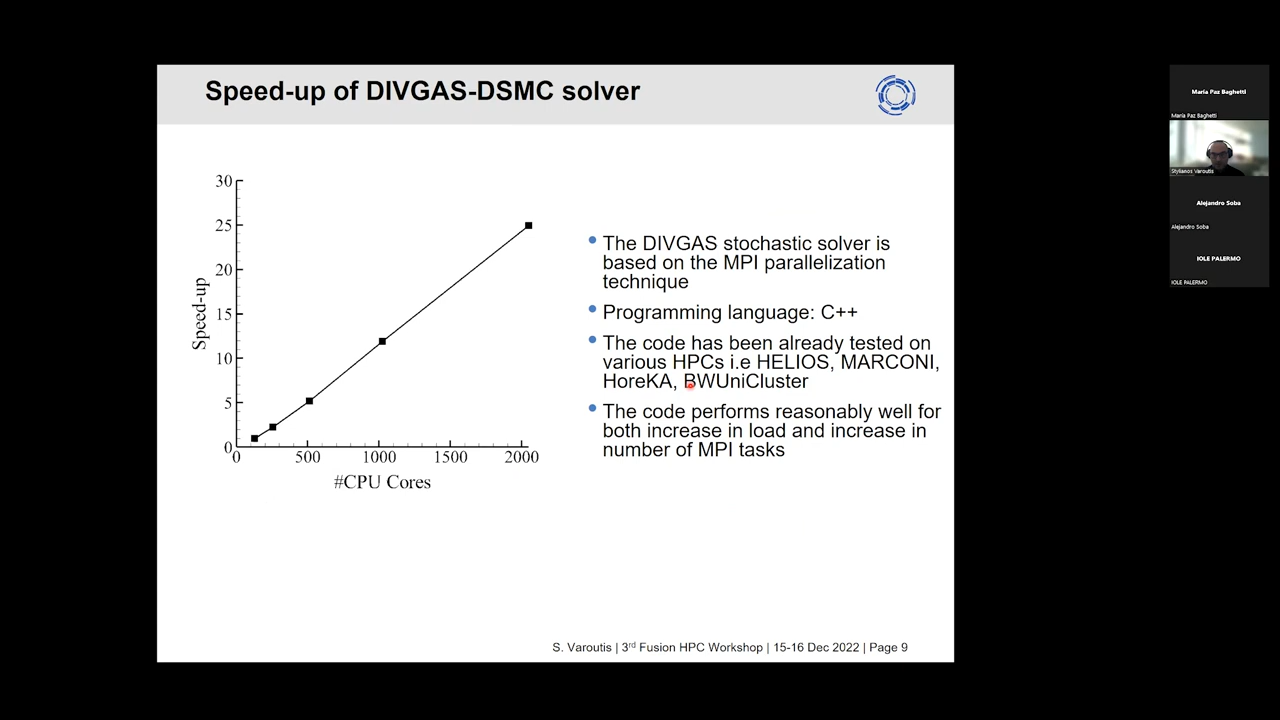 Speed-up of DIVGAS-DSMC solver
30
25
20
15
10
5
0
Speed-up
0 500 1000 1500 2000
#CPU Cores
The DIVGAS stochastic solver is
based on the MPI parallelization
technique
Programming language: C++
The code has been already tested on
various HPCs i.e HELIOS, MARCONI,
HoreKA, BWUniCluster
The code performs reasonably well for
both increase in load and increase in
number of MPI tasks
S. Varoutis | 3rd Fusion HPC Workshop | 15-16 Dec 2022 | Page 9
María Paz Baghetti
María Paz Baghetti
Stylianos Varoutis
Alejandro Soba
Alejandro Soba
IOLE PALERMO
IOLE PALERMO